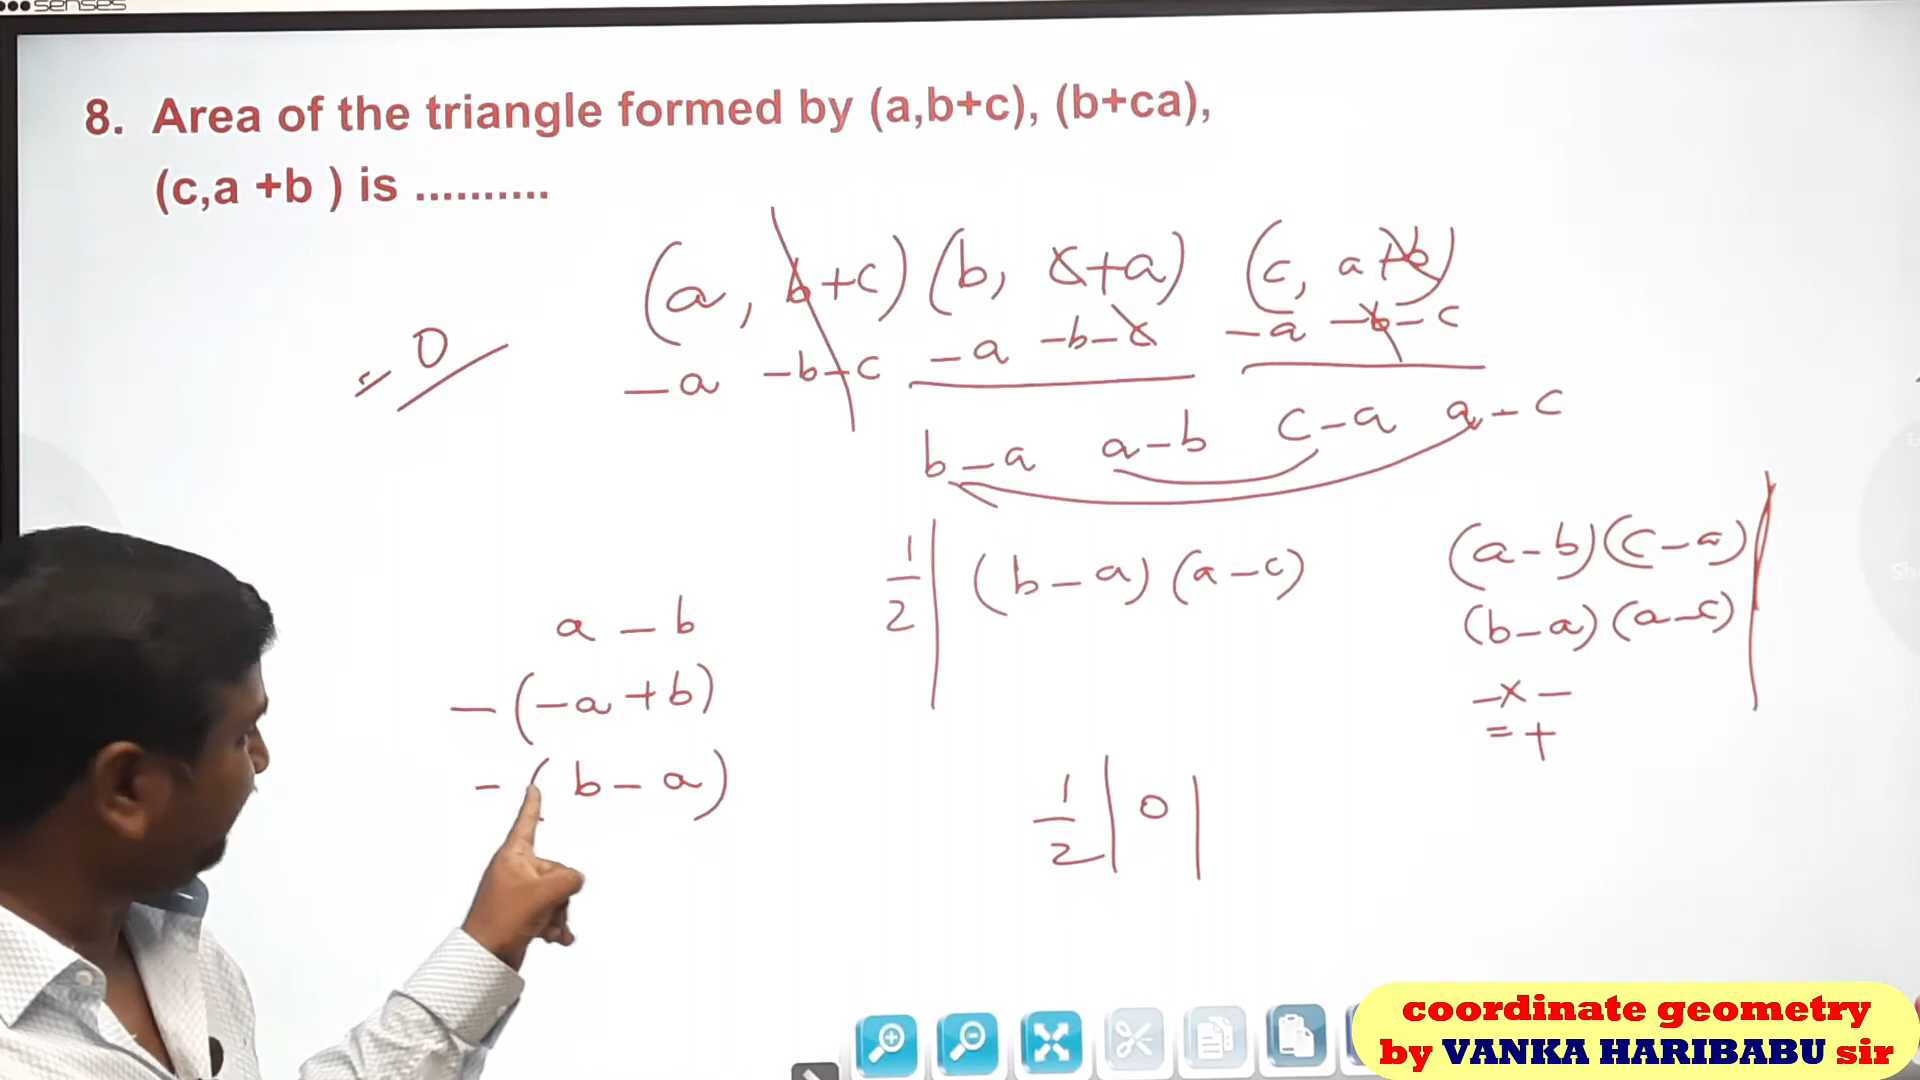 senses
8. Area of the triangle formed by (a,b+c), (b+ca),
(c,a +b ) is ..........
(a, b+c) (b, c+a) (c, a+b)
-a -b-c -a -b-c -a -b-c
= 0
b-a a-b c-a a-c
1/2 | (b-a)(a-c) (a-b)(c-a) |
(b-a)(a-c)
-x-
= +
a-b
-(-a+b)
-(b-a)
1/2 | 0 |
coordinate geometry
by VANKA HARIBABU sir